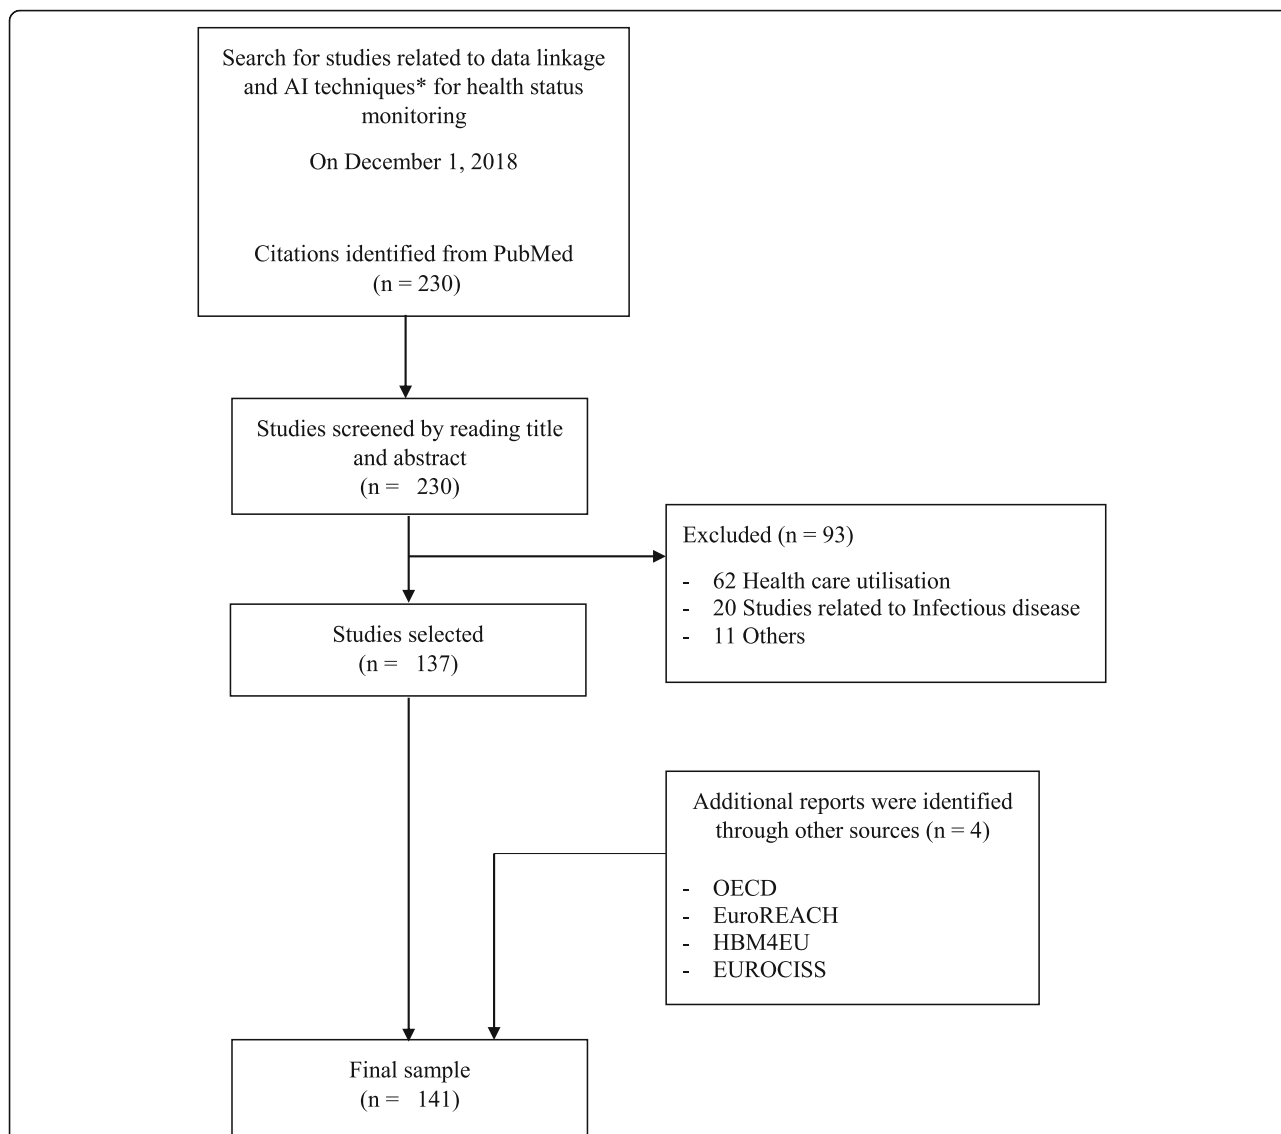 Search for studies related to data linkage
and AI techniques* for health status
monitoring
On December 1, 2018
Citations identified from PubMed
(n = 230)
Studies screened by reading title
and abstract
(n = 230)
Excluded (n = 93)
- 62 Health care utilisation
- 20 Studies related to Infectious disease
- 11 Others
Studies selected
(n = 137)
Additional reports were identified
through other sources (n = 4)
- OECD
- EuroREACH
- HBM4EU
- EUROCISS
Final sample
(n = 141)